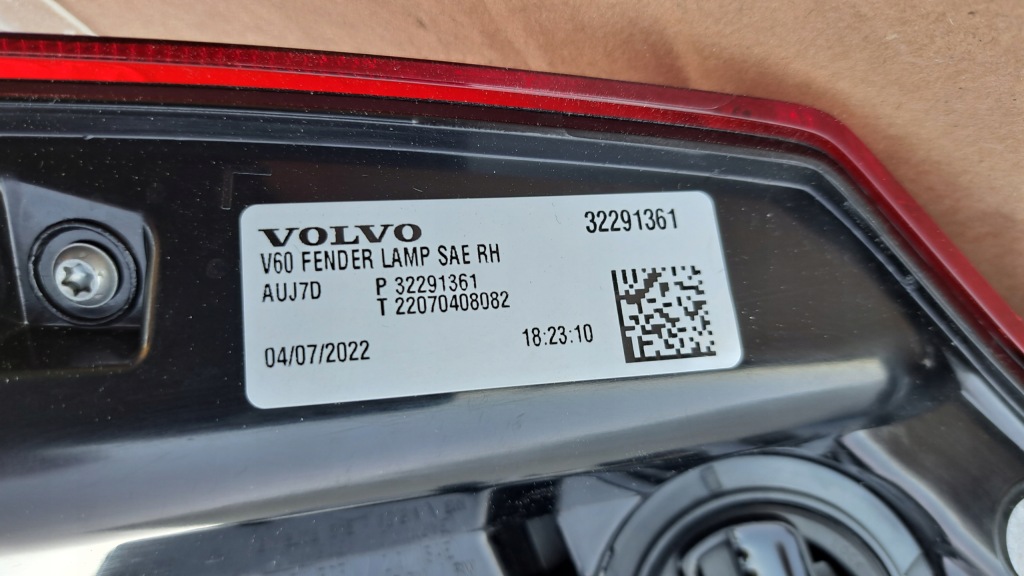 VOLVO 32291361
V60 FENDER LAMP SAE RH
AUJ7D P 32291361
T 22070408082
04/07/2022 18:23:10